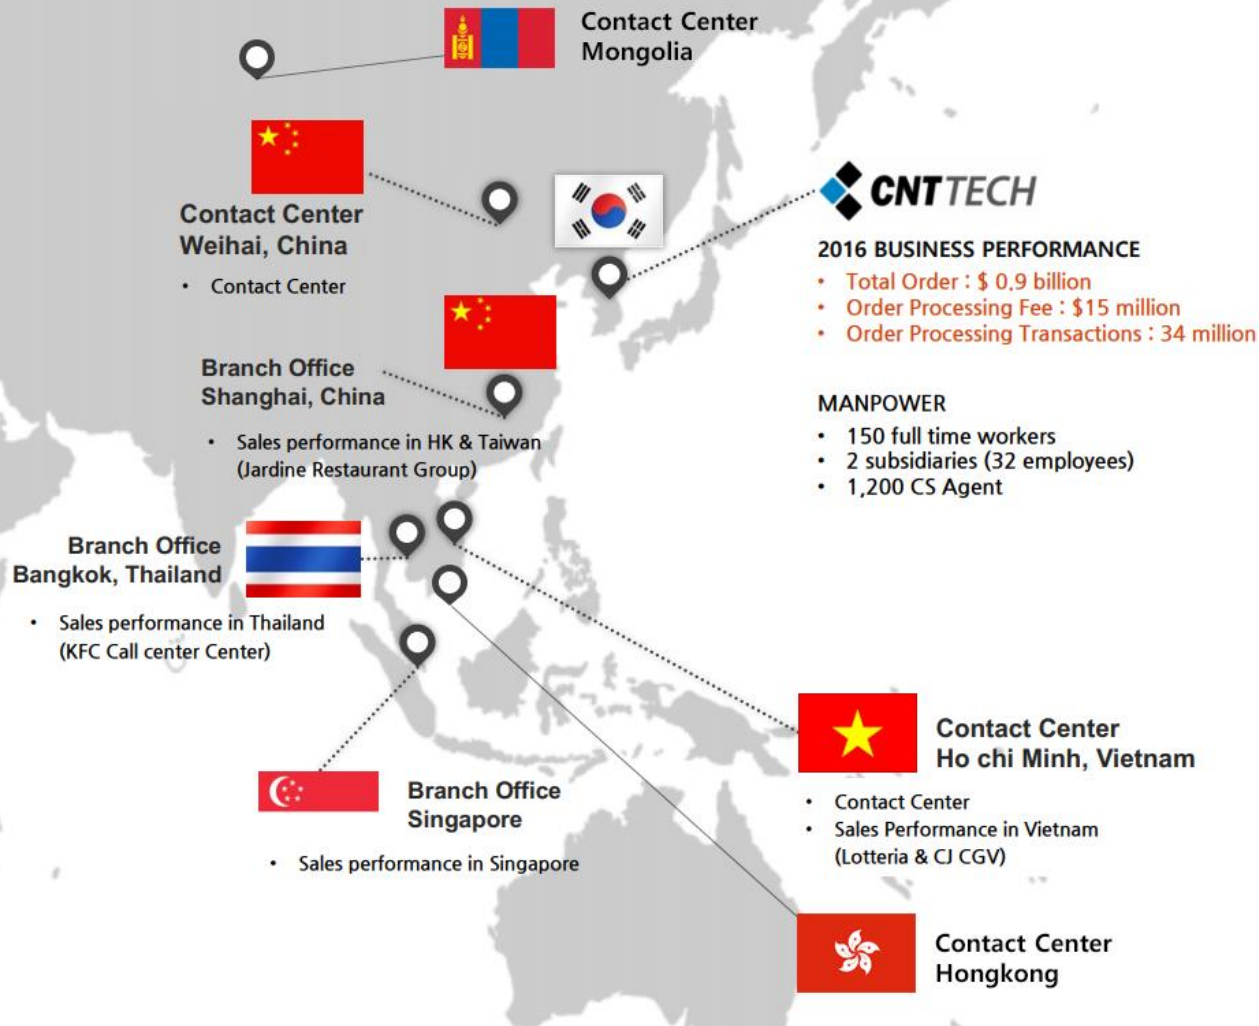 Contact Center
Mongolia
Contact Center
Weihai, China
• Contact Center
CNTTECH
2016 BUSINESS PERFORMANCE
• Total Order : $ 0.9 billion
• Order Processing Fee : $15 million
• Order Processing Transactions : 34 million
Branch Office
Shanghai, China
• Sales performance in HK & Taiwan
(Jardine Restaurant Group)
MANPOWER
• 150 full time workers
• 2 subsidiaries (32 employees)
• 1,200 CS Agent
Branch Office
Bangkok, Thailand
• Sales performance in Thailand
(KFC Call center Center)
Contact Center
Ho chi Minh, Vietnam
• Contact Center
• Sales Performance in Vietnam
(Lotteria & CJ CGV)
Branch Office
Singapore
• Sales performance in Singapore
Contact Center
Hongkong